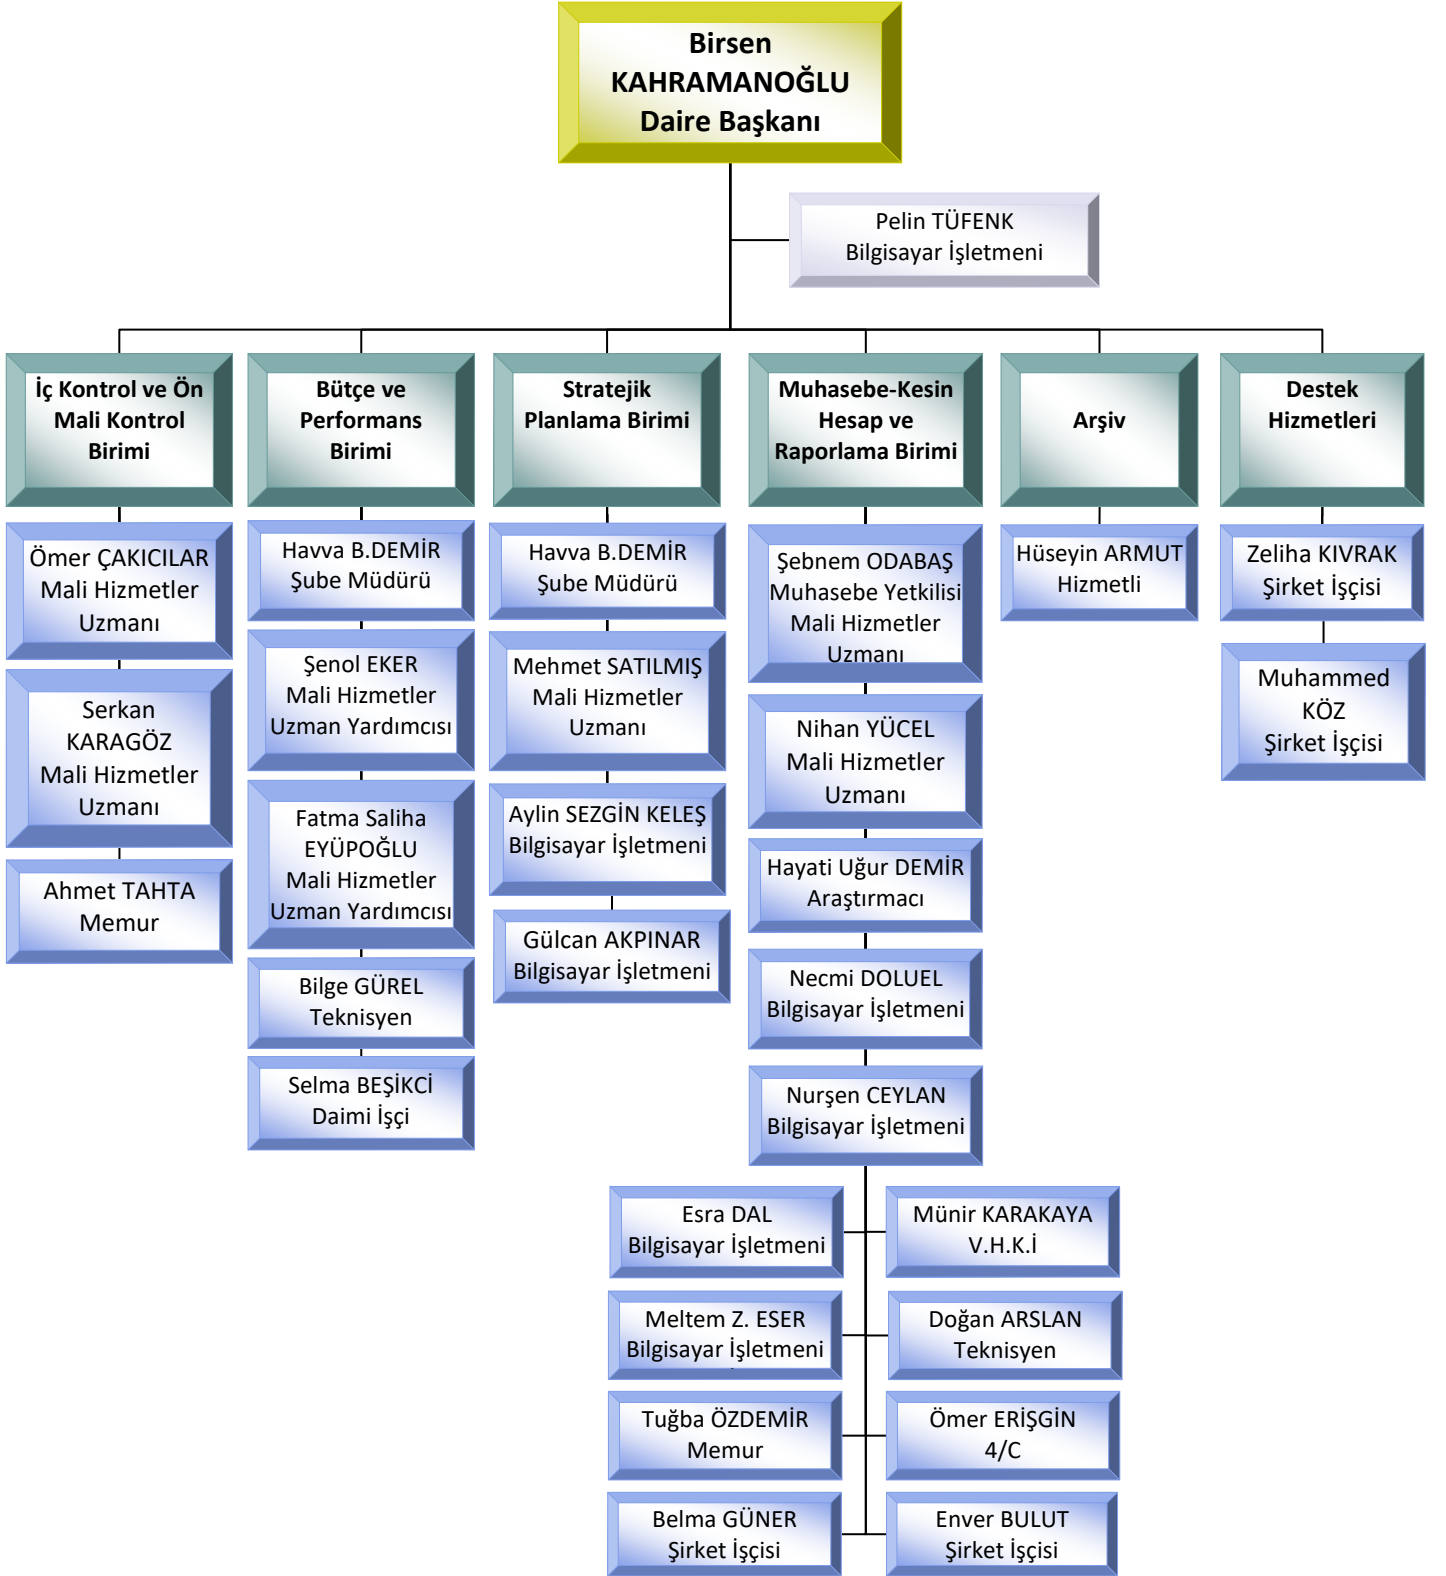 Birsen
KAHRAMANOĞLU
Daire Başkanı
Pelin TÜFENK
Bilgisayar İşletmeni
İç Kontrol ve Ön
Mali Kontrol
Birimi
Ömer ÇAKICILAR
Mali Hizmetler
Uzmanı
Serkan
KARAGÖZ
Mali Hizmetler
Uzmanı
Ahmet TAHTA
Memur
Bütçe ve
Performans
Birimi
Havva B.DEMİR
Şube Müdürü
Şenol EKER
Mali Hizmetler
Uzman Yardımcısı
Fatma Saliha
EYÜPOĞLU
Mali Hizmetler
Uzman Yardımcısı
Bilge GÜREL
Teknisyen
Selma BEŞİKCİ
Daimi İşçi
Stratejik
Planlama Birimi
Havva B.DEMİR
Şube Müdürü
Mehmet SATILMIŞ
Mali Hizmetler
Uzmanı
Aylin SEZGİN KELEŞ
Bilgisayar İşletmeni
Gülcan AKPINAR
Bilgisayar İşletmeni
Muhasebe-Kesin
Hesap ve
Raporlama Birimi
Şebnem ODABAŞ
Muhasebe Yetkilisi
Mali Hizmetler
Uzmanı
Nihan YÜCEL
Mali Hizmetler
Uzmanı
Hayati Uğur DEMİR
Araştırmacı
Necmi DOLUEL
Bilgisayar İşletmeni
Nurşen CEYLAN
Bilgisayar İşletmeni
Esra DAL
Bilgisayar İşletmeni
Münir KARAKAYA
V.H.K.İ
Meltem Z. ESER
Bilgisayar İşletmeni
Doğan ARSLAN
Teknisyen
Tuğba ÖZDEMİR
Memur
Ömer ERİŞGİN
4/C
Belma GÜNER
Şirket İşçisi
Enver BULUT
Şirket İşçisi
Arşiv
Hüseyin ARMUT
Hizmetli
Destek
Hizmetleri
Zeliha KIVRAK
Şirket İşçisi
Muhammed
KÖZ
Şirket İşçisi